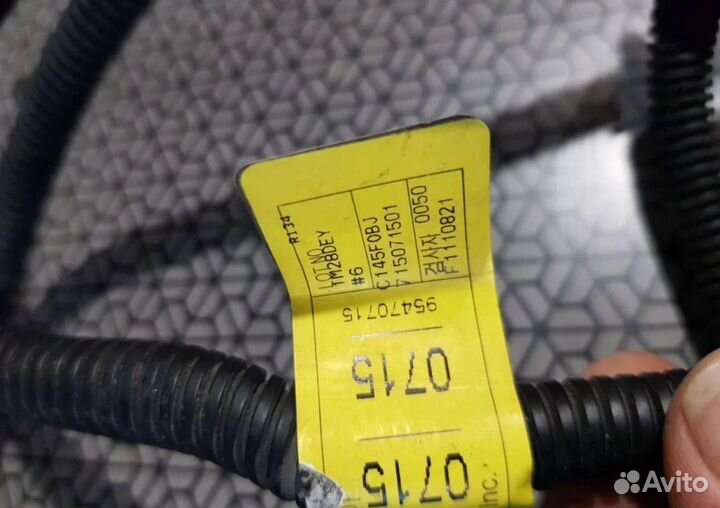 R134
LOT NO
TM28DEY
#6
C145F0BJ
715071501
검사자 0050
F1110821
95470715
0715
0715
Inc.
Avito